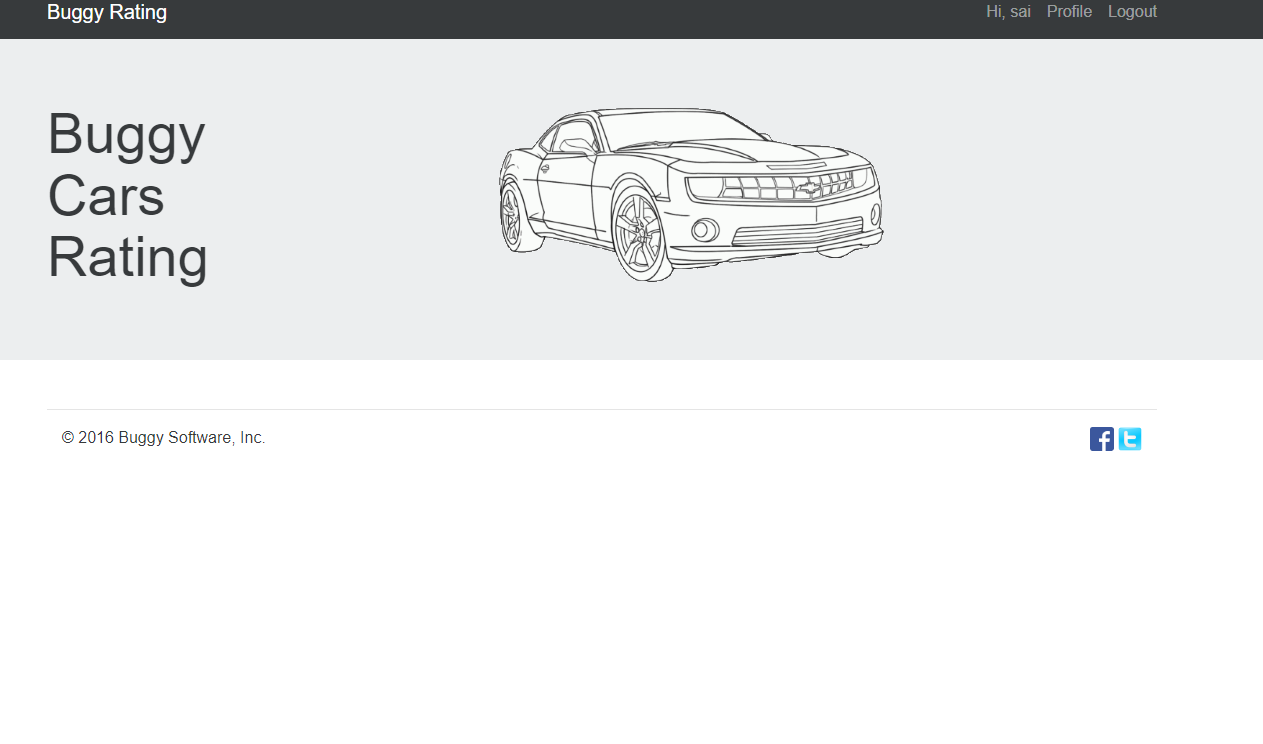 Buggy Rating
Hi, sai Profile Logout
Buggy
Cars
Rating
© 2016 Buggy Software, Inc.